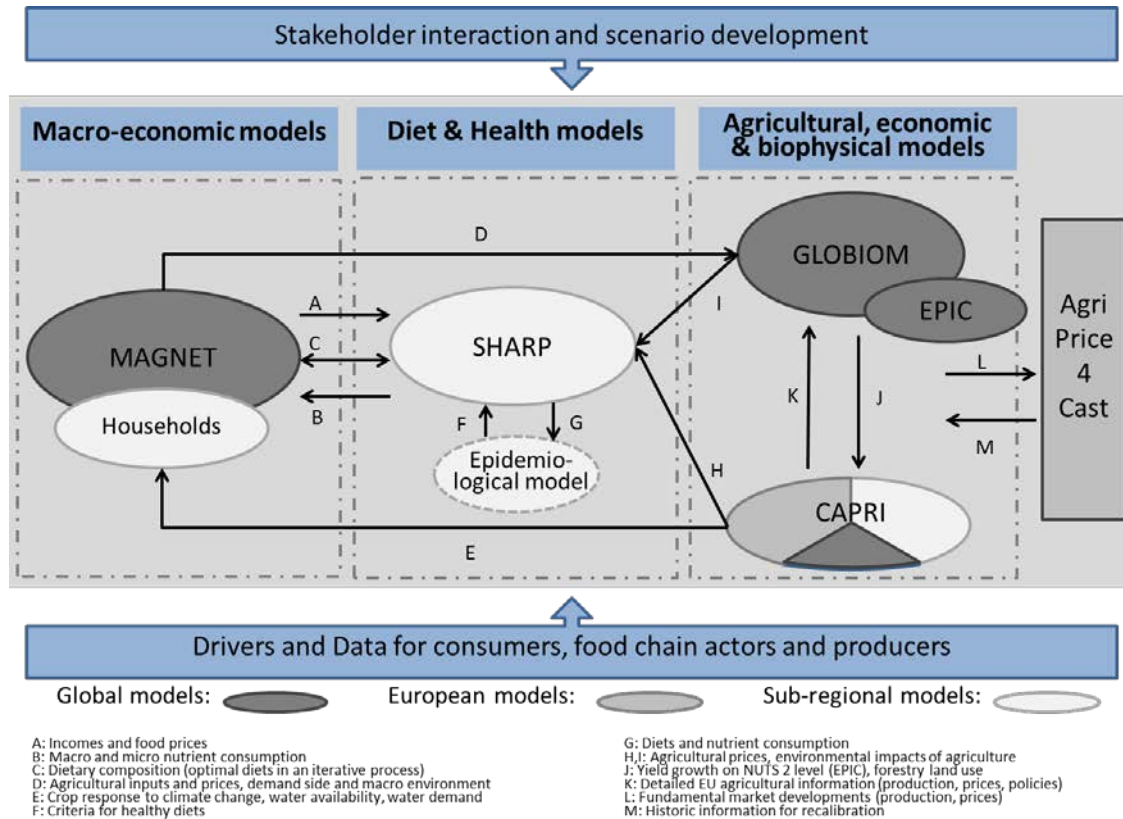 Stakeholder interaction and scenario development
Macro-economic models
Diet & Health models
Agricultural, economic
& biophysical models
D
GLOBIOM
EPIC
I
A
MAGNET
C
SHARP
Agri
Price
4
Cast
L
B
Households
K
J
F
G
M
Epidemio-
logical model
H
CAPRI
E
Drivers and Data for consumers, food chain actors and producers
Global models:
European models:
Sub-regional models:
A: Incomes and food prices
B: Macro and micro nutrient consumption
C: Dietary composition (optimal diets in an iterative process)
D: Agricultural inputs and prices, demand side and macro environment
E: Crop response to climate change, water availability, water demand
F: Criteria for healthy diets
G: Diets and nutrient consumption
H,I: Agricultural prices, environmental impacts of agriculture
J: Yield growth on NUTS 2 level (EPIC), forestry land use
K: Detailed EU agricultural information (production, prices, policies)
L: Fundamental market developments (production, prices)
M: Historic information for recalibration